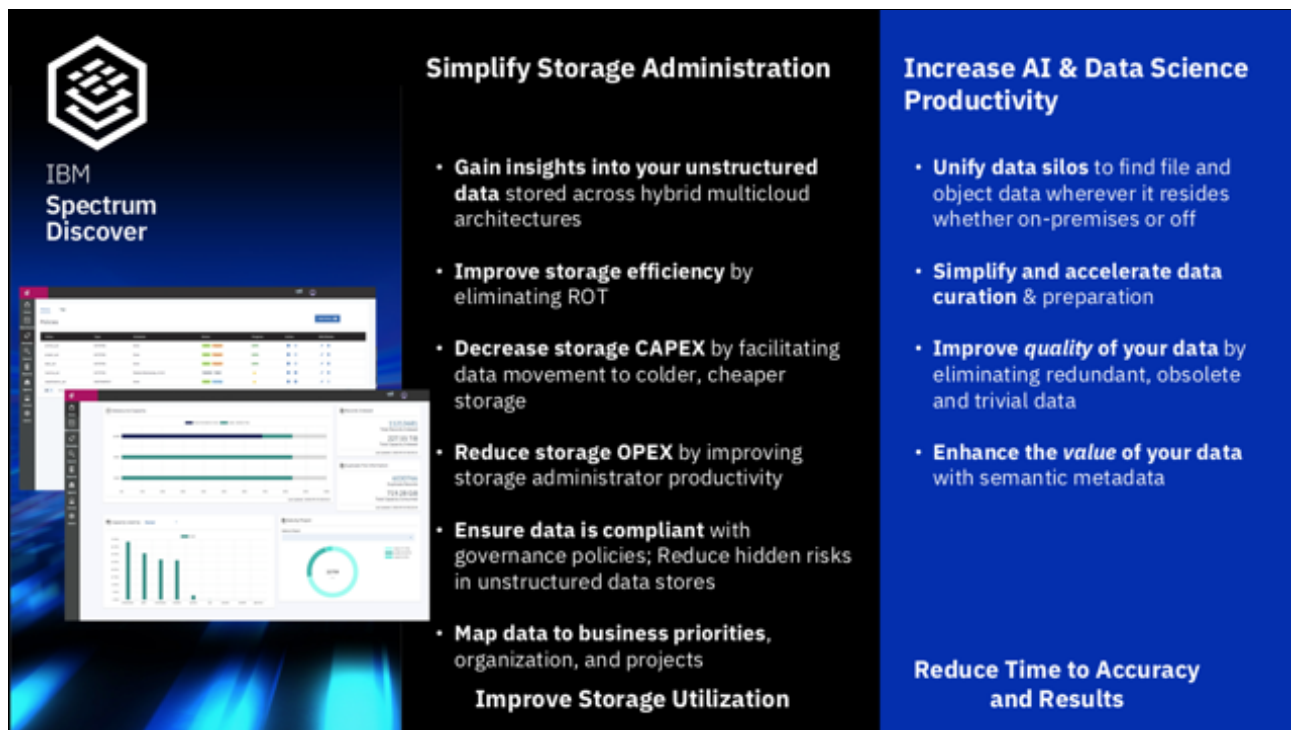 IBM
Spectrum
Discover
Simplify Storage Administration
• Gain insights into your unstructured
data stored across hybrid multicloud
architectures
• Improve storage efficiency by
eliminating ROT
• Decrease storage CAPEX by facilitating
data movement to colder, cheaper
storage
• Reduce storage OPEX by improving
storage administrator productivity
• Ensure data is compliant with
governance policies; Reduce hidden risks
in unstructured data stores
• Map data to business priorities,
organization, and projects
Improve Storage Utilization
Increase AI & Data Science
Productivity
• Unify data silos to find file and
object data wherever it resides
whether on-premises or off
• Simplify and accelerate data
curation & preparation
• Improve quality of your data by
eliminating redundant, obsolete
and trivial data
• Enhance the value of your data
with semantic metadata
Reduce Time to Accuracy
and Results